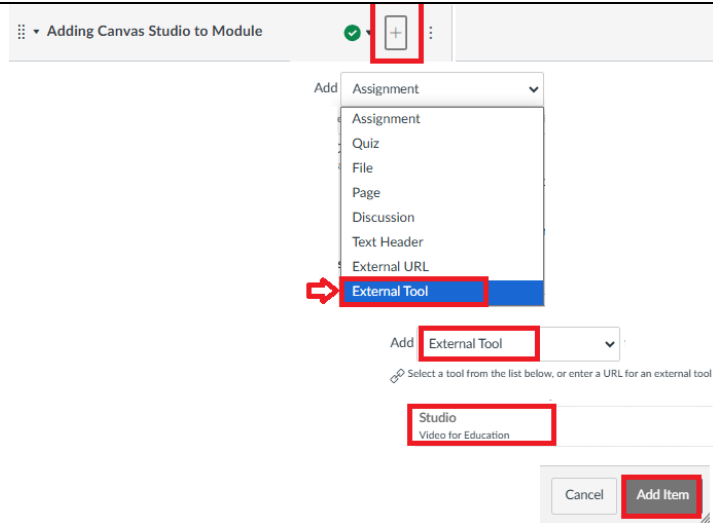 Adding Canvas Studio to Module
Add Assignment
Assignment
Quiz
File
Page
Discussion
Text Header
External URL
External Tool
Add External Tool
Select a tool from the list below, or enter a URL for an external tool
Studio
Video for Education
Cancel Add Item